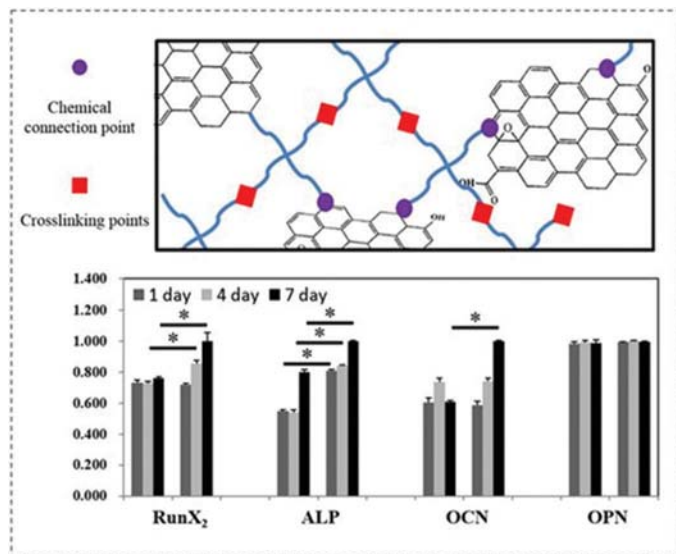 Chemical
connection point
Crosslinking points
O
O
OH
O
OH
O
1.400
1.200
1.000
0.800
0.600
0.400
0.200
0.000
1 day 4 day 7 day
*
*
*
*
*
*
RunX₂ ALP OCN OPN